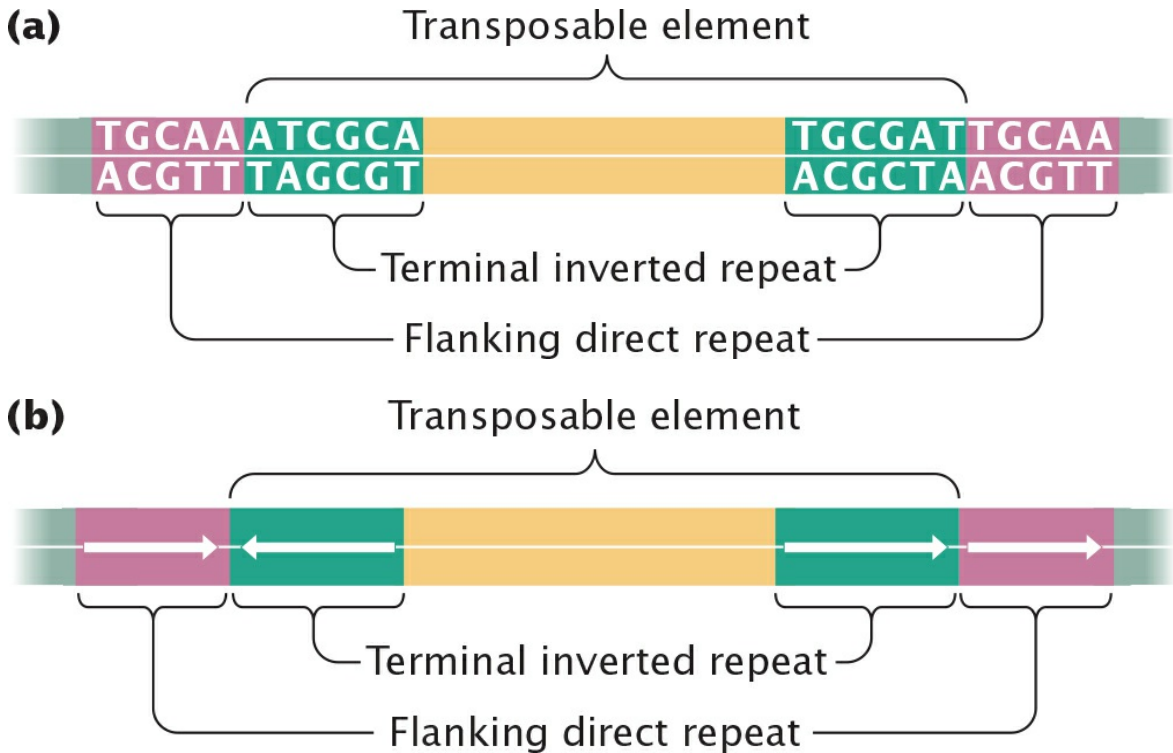 (a)
Transposable element
TGCAA ATCGCA TGCGAT TGCAA
ACGTT TAGCGT ACGCTA ACGTT
Terminal inverted repeat
Flanking direct repeat
(b)
Transposable element
Terminal inverted repeat
Flanking direct repeat